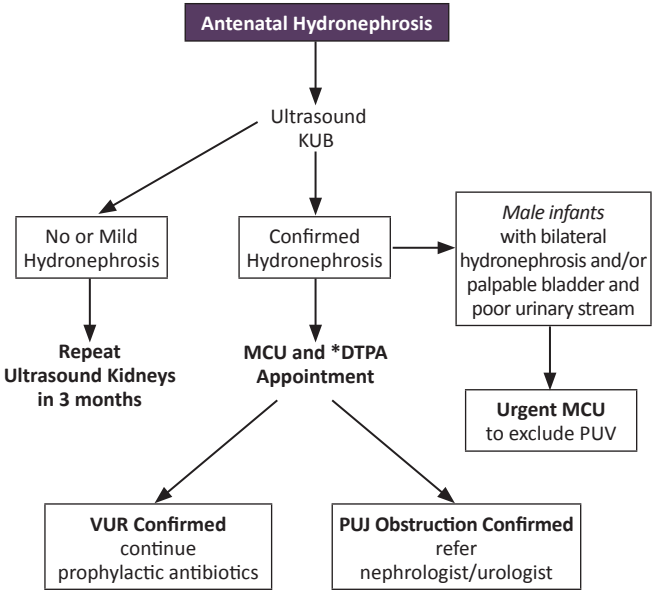 Antenatal Hydronephrosis
Ultrasound
KUB
No or Mild
Hydronephrosis
Confirmed
Hydronephrosis
Male infants
with bilateral
hydronephrosis and/or
palpable bladder and
poor urinary stream
Repeat
Ultrasound Kidneys
in 3 months
MCU and *DTPA
Appointment
Urgent MCU
to exclude PUV
VUR Confirmed
continue
prophylactic antibiotics
PUJ Obstruction Confirmed
refer
nephrologist/urologist